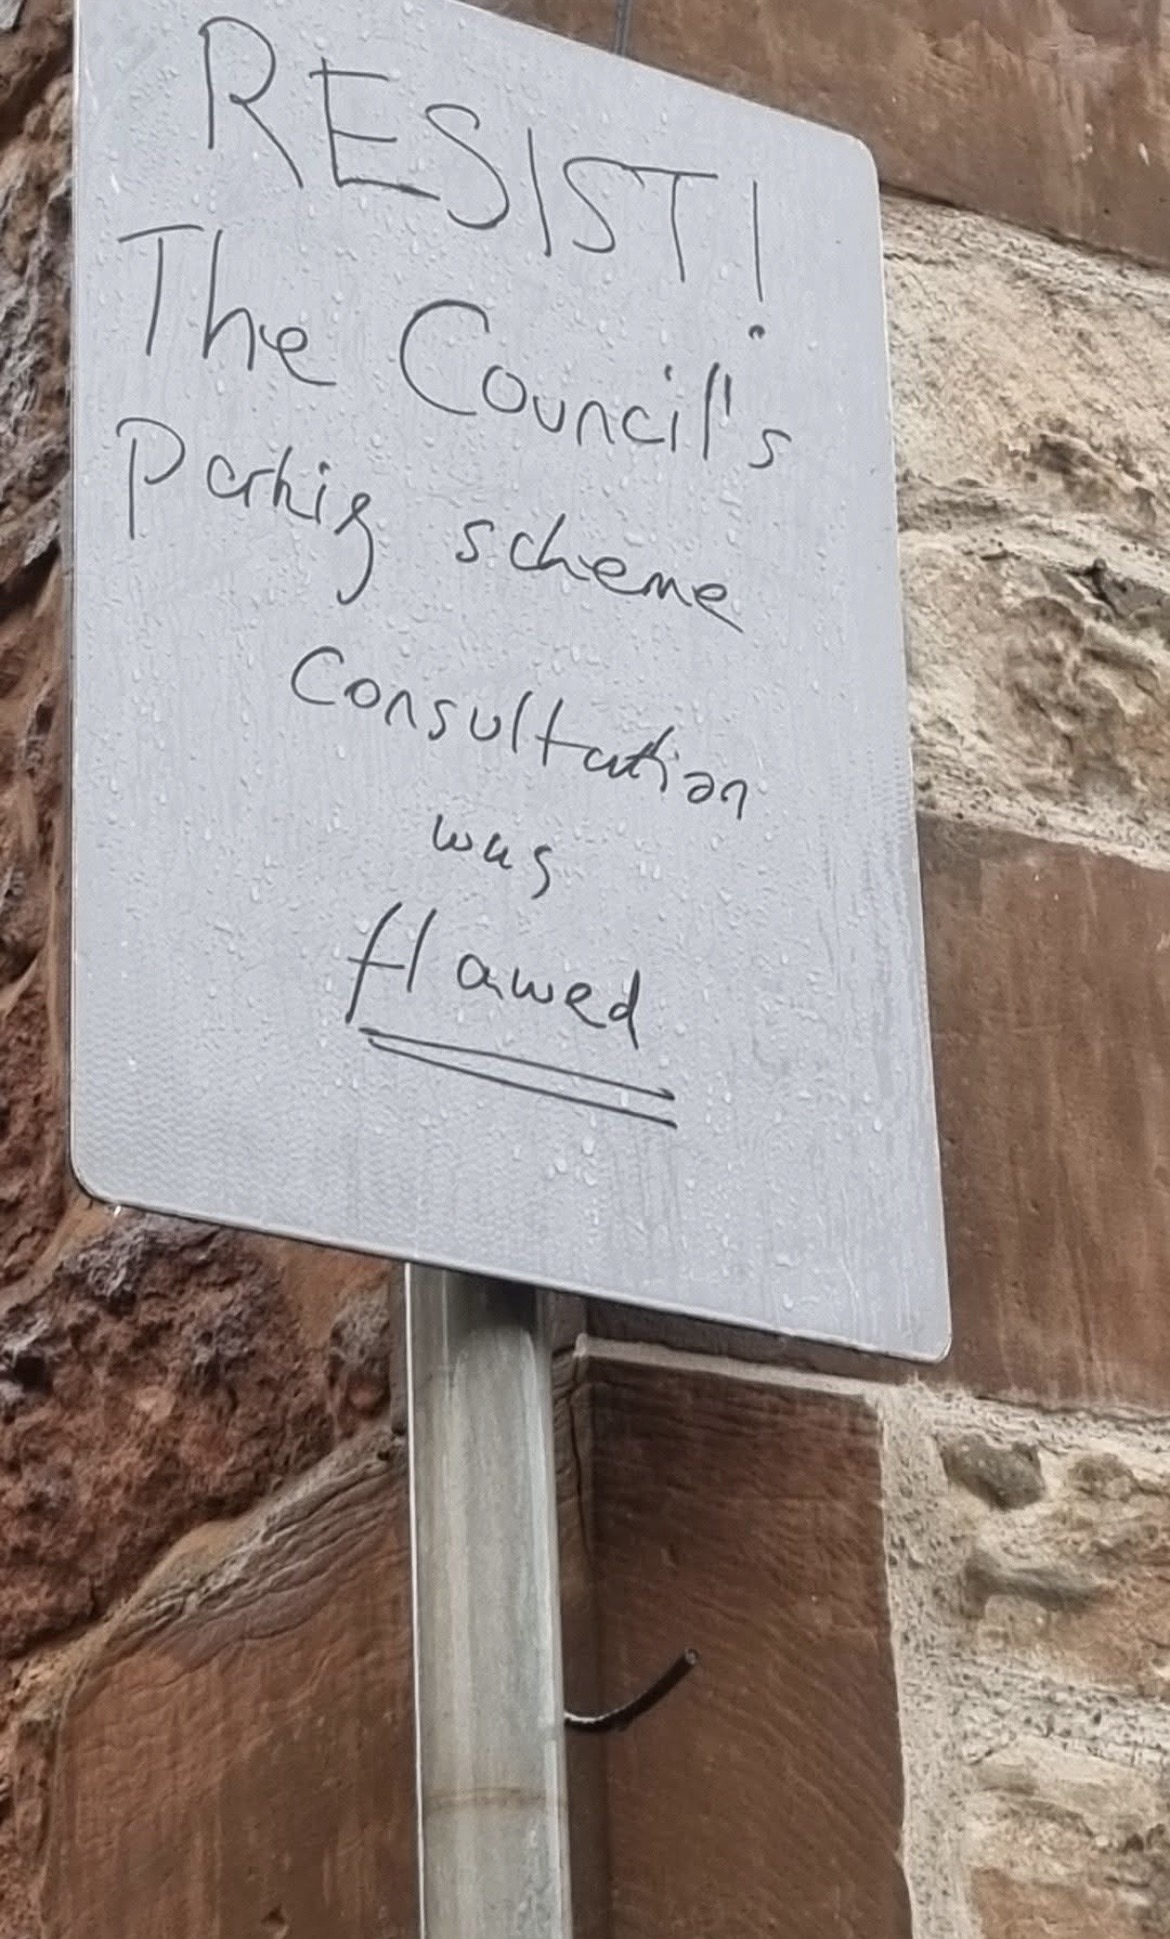 RESIST!
The Council's
Parking scheme
Consultation
was
flawed